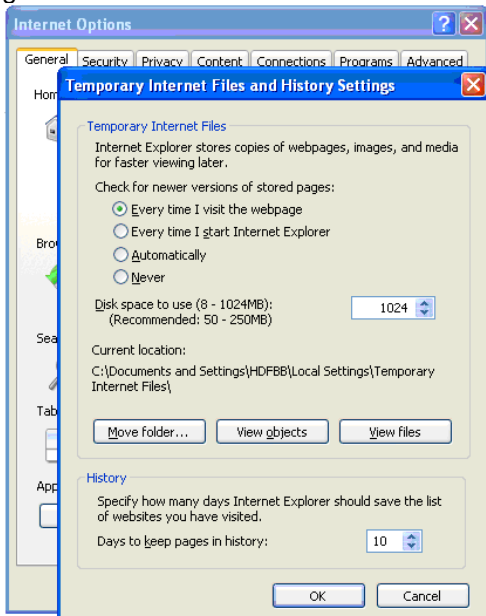 Internet Options
General Security Privacy Content Connections Programs Advanced
Temporary Internet Files and History Settings
Temporary Internet Files
Internet Explorer stores copies of webpages, images, and media
for faster viewing later.
Check for newer versions of stored pages:
Every time I visit the webpage
Every time I start Internet Explorer
Automatically
Never
Disk space to use (8 - 1024MB): 1024
(Recommended: 50 - 250MB)
Current location:
C:\Documents and Settings\HDFBB\Local Settings\Temporary
Internet Files\
Move folder... View objects View files
History
Specify how many days Internet Explorer should save the list
of websites you have visited.
Days to keep pages in history: 10
OK Cancel